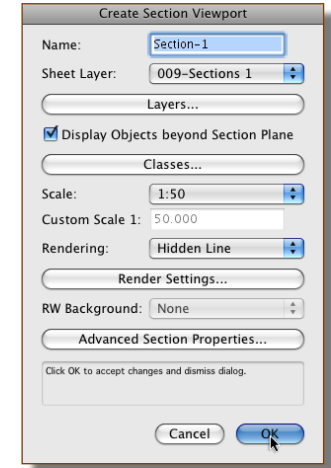 Create Section Viewport
Name: Section-1
Sheet Layer: 009-Sections 1
Layers...
Display Objects beyond Section Plane
Classes...
Scale: 1:50
Custom Scale 1: 50.000
Rendering: Hidden Line
Render Settings...
RW Background: None
Advanced Section Properties...
Click OK to accept changes and dismiss dialog.
Cancel OK